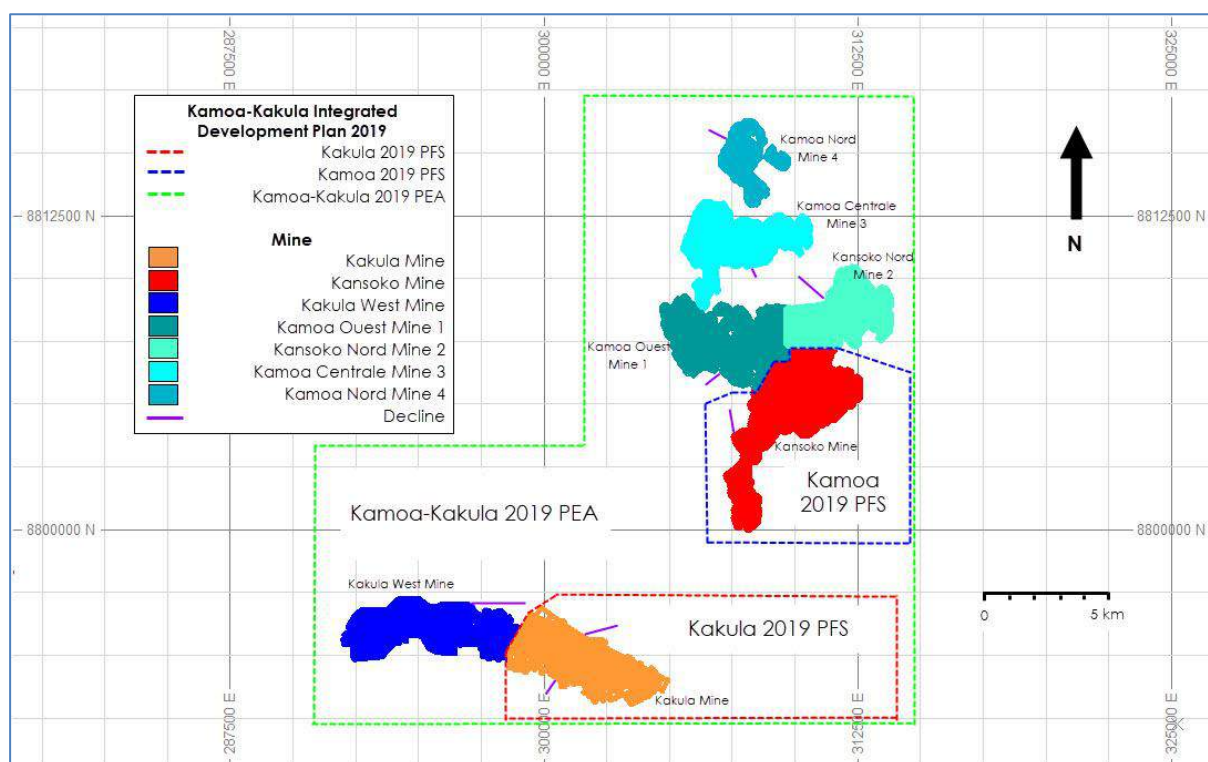 287500 E
300000 E
312500 E
325000 E
Kamoa-Kakula Integrated
Development Plan 2019
Kakula 2019 PFS
Kamoa 2019 PFS
Kamoa-Kakula 2019 PEA
Mine
Kakula Mine
Kansoko Mine
Kakula West Mine
Kamoa Ouest Mine 1
Kansoko Nord Mine 2
Kamoa Centrale Mine 3
Kamoa Nord Mine 4
Decline
Kamoa Nord
Mine 4
8812500 N
Kamoa Centrale
Mine 3
8812500 N
N
Kansoko Nord
Mine 2
Kamoa Ouest
Mine 1
Kansoko Mine
Kamoa
2019 PFS
Kamoa-Kakula 2019 PEA
8800000 N
8800000 N
Kakula West Mine
0
5 km
Kakula 2019 PFS
Kakula Mine
287500 E
300000 E
312500 E
325000 E